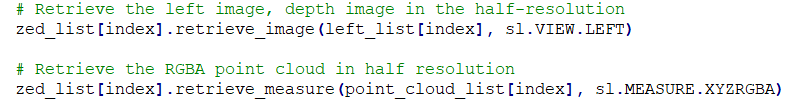 # Retrieve the left image, depth image in the half-resolution
zed_list[index].retrieve_image(left_list[index], sl.VIEW.LEFT)
# Retrieve the RGBA point cloud in half resolution
zed_list[index].retrieve_measure(point_cloud_list[index], sl.MEASURE.XYZRGBA)